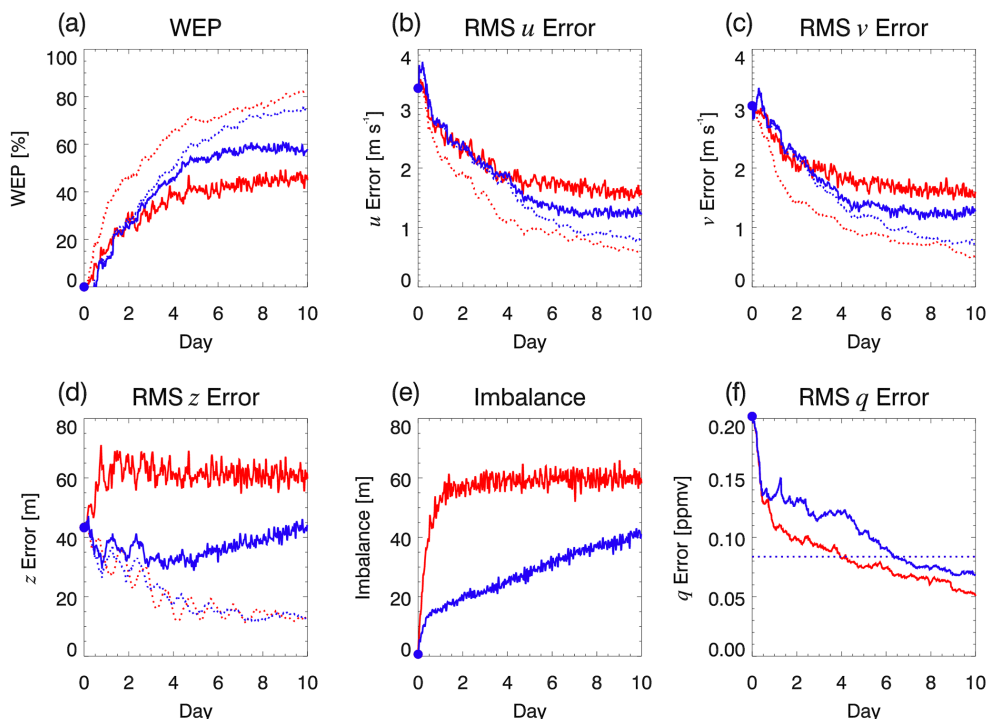 (a) WEP
80
60
40
20
0
WEP [%]
0 2 4 6 8 10
Day
(b) RMS u Error
4
3
2
1
0
u Error [m s⁻¹]
0 2 4 6 8 10
Day
(c) RMS v Error
4
3
2
1
0
v Error [m s⁻¹]
0 2 4 6 8 10
Day
(d) RMS z Error
80
60
40
20
0
z Error [m]
0 2 4 6 8 10
Day
(e) Imbalance
80
60
40
20
0
Imbalance [m]
0 2 4 6 8 10
Day
(f) RMS q Error
0.20
0.15
0.10
0.05
0.00
q Error [ppmv]
0 2 4 6 8 10
Day